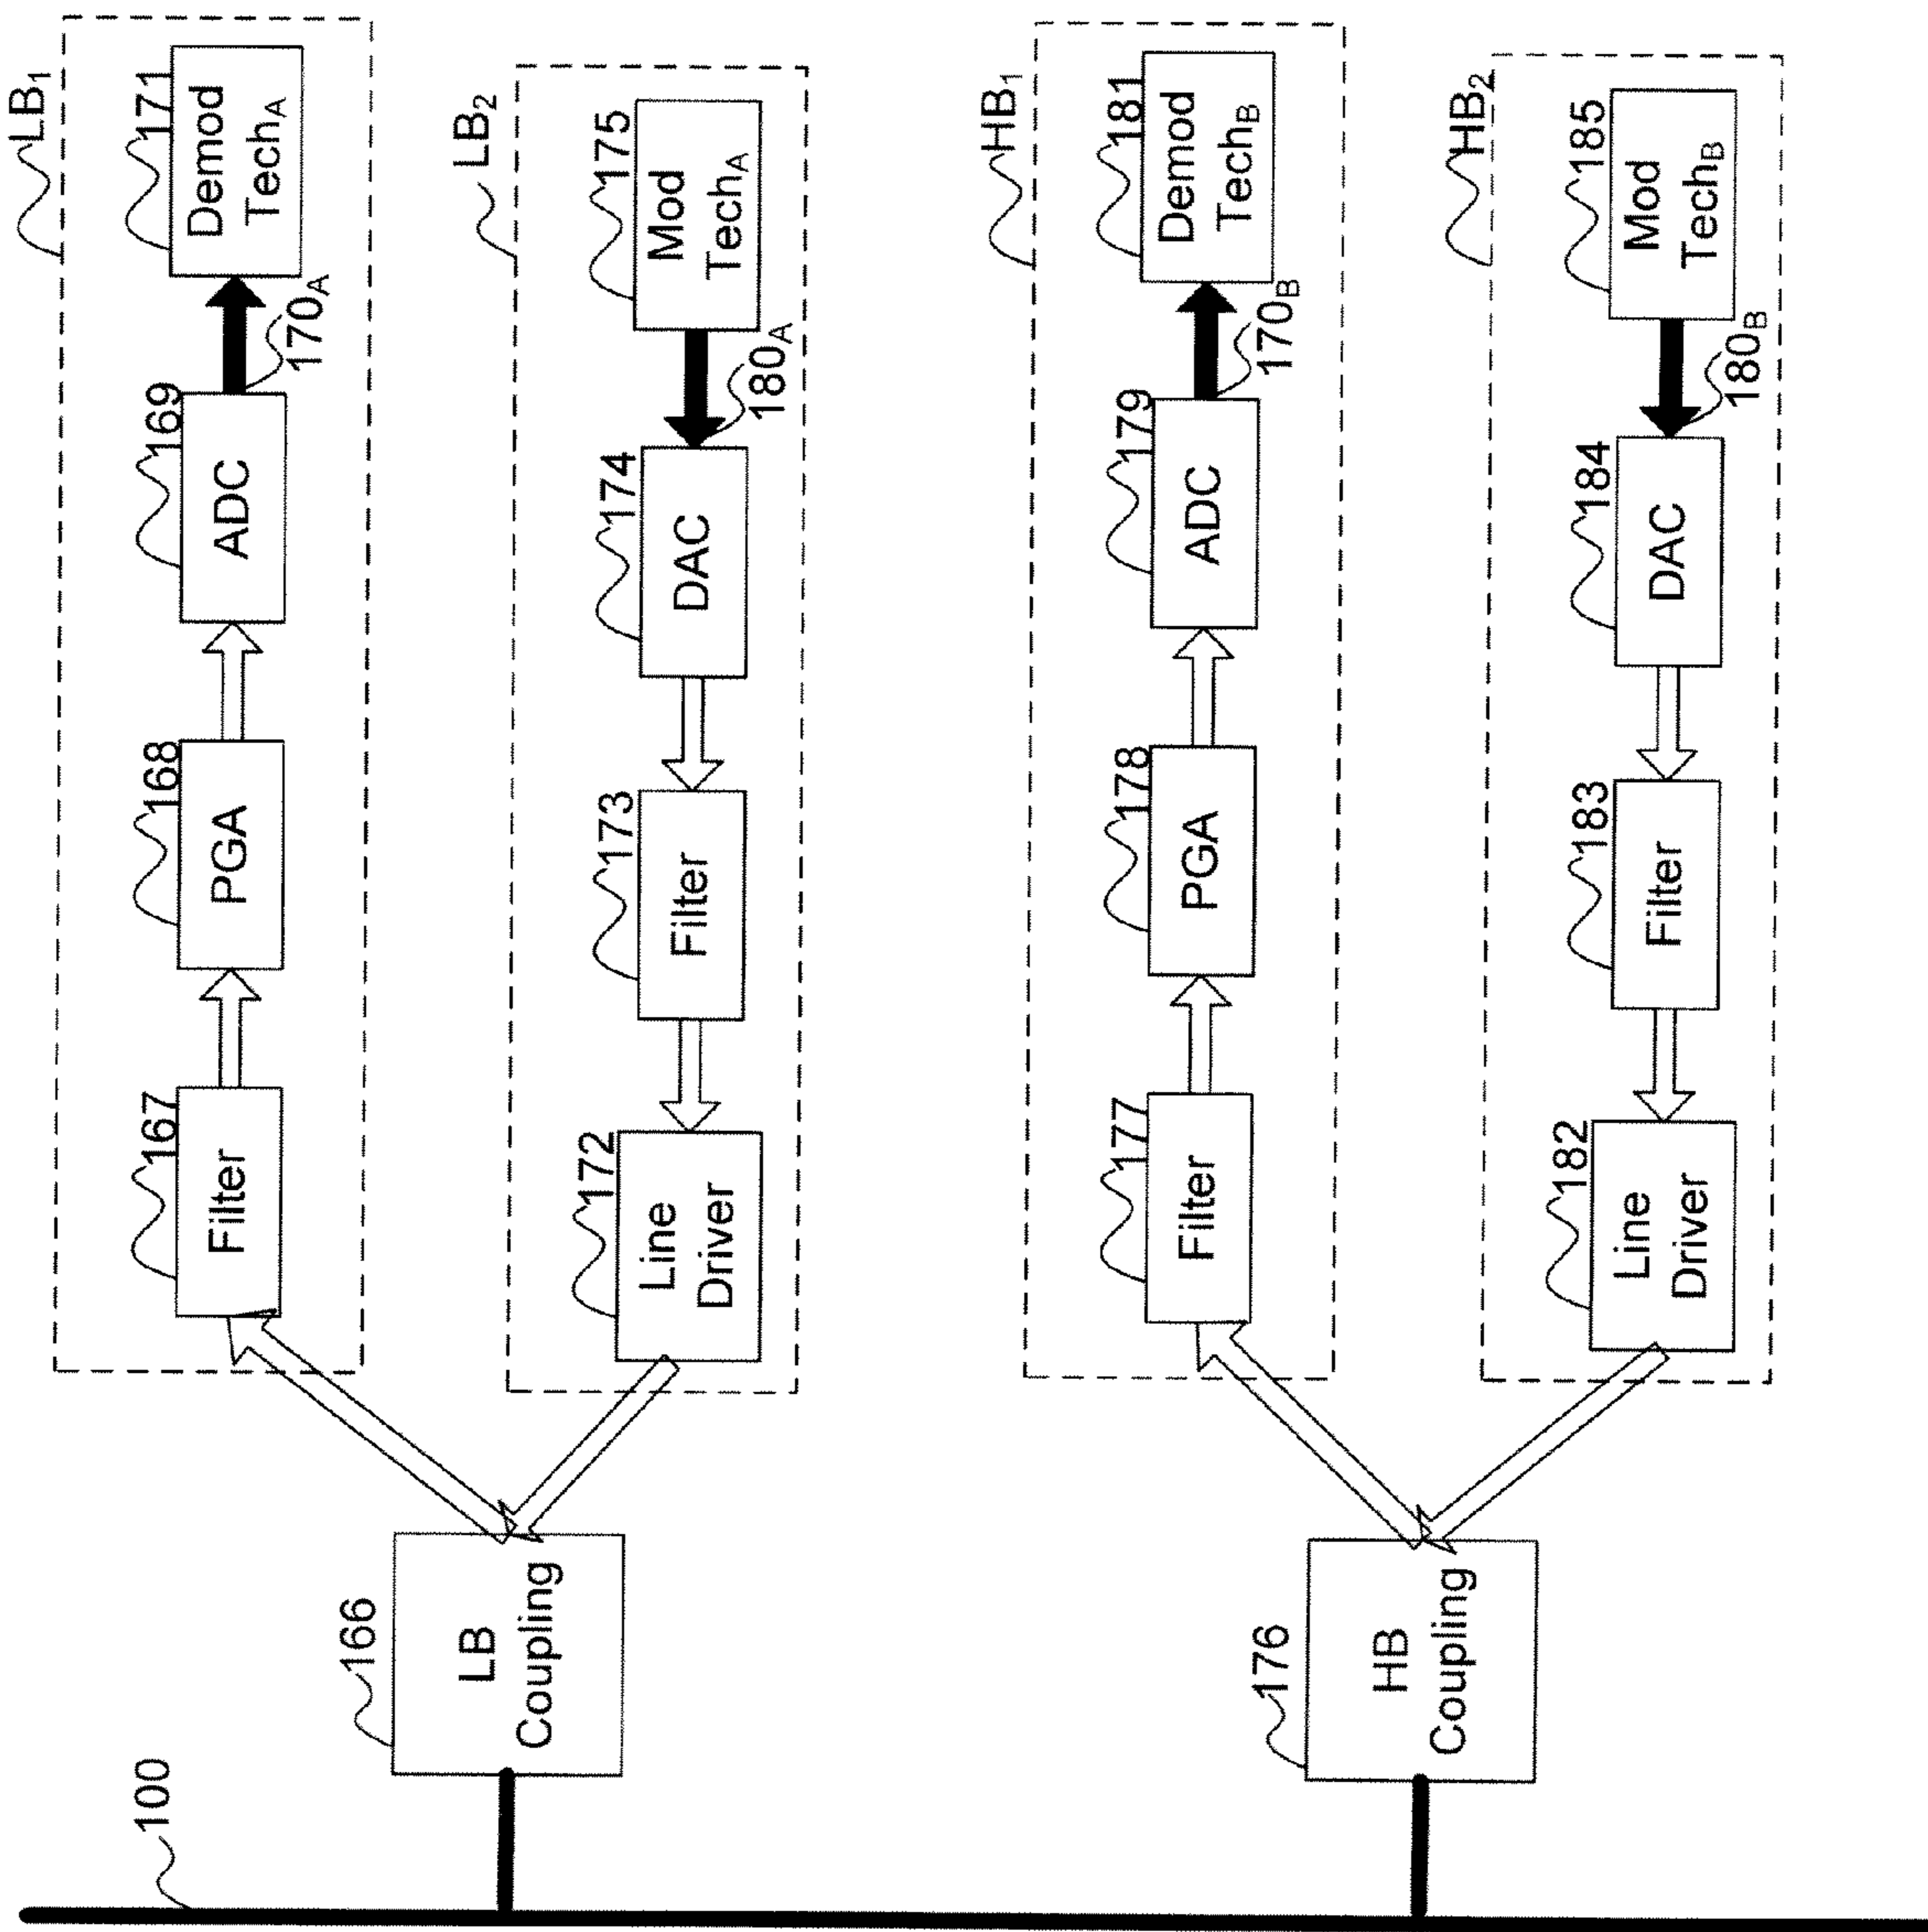 100
166
LB
Coupling
LB₁
167
Filter
168
PGA
169
ADC
170A
171
Demod
TechA
LB₂
172
Line
Driver
173
Filter
174
DAC
180A
175
Mod
TechA
176
HB
Coupling
HB₁
177
Filter
178
PGA
179
ADC
170B
181
Demod
TechB
HB₂
182
Line
Driver
183
Filter
184
DAC
180B
185
Mod
TechB